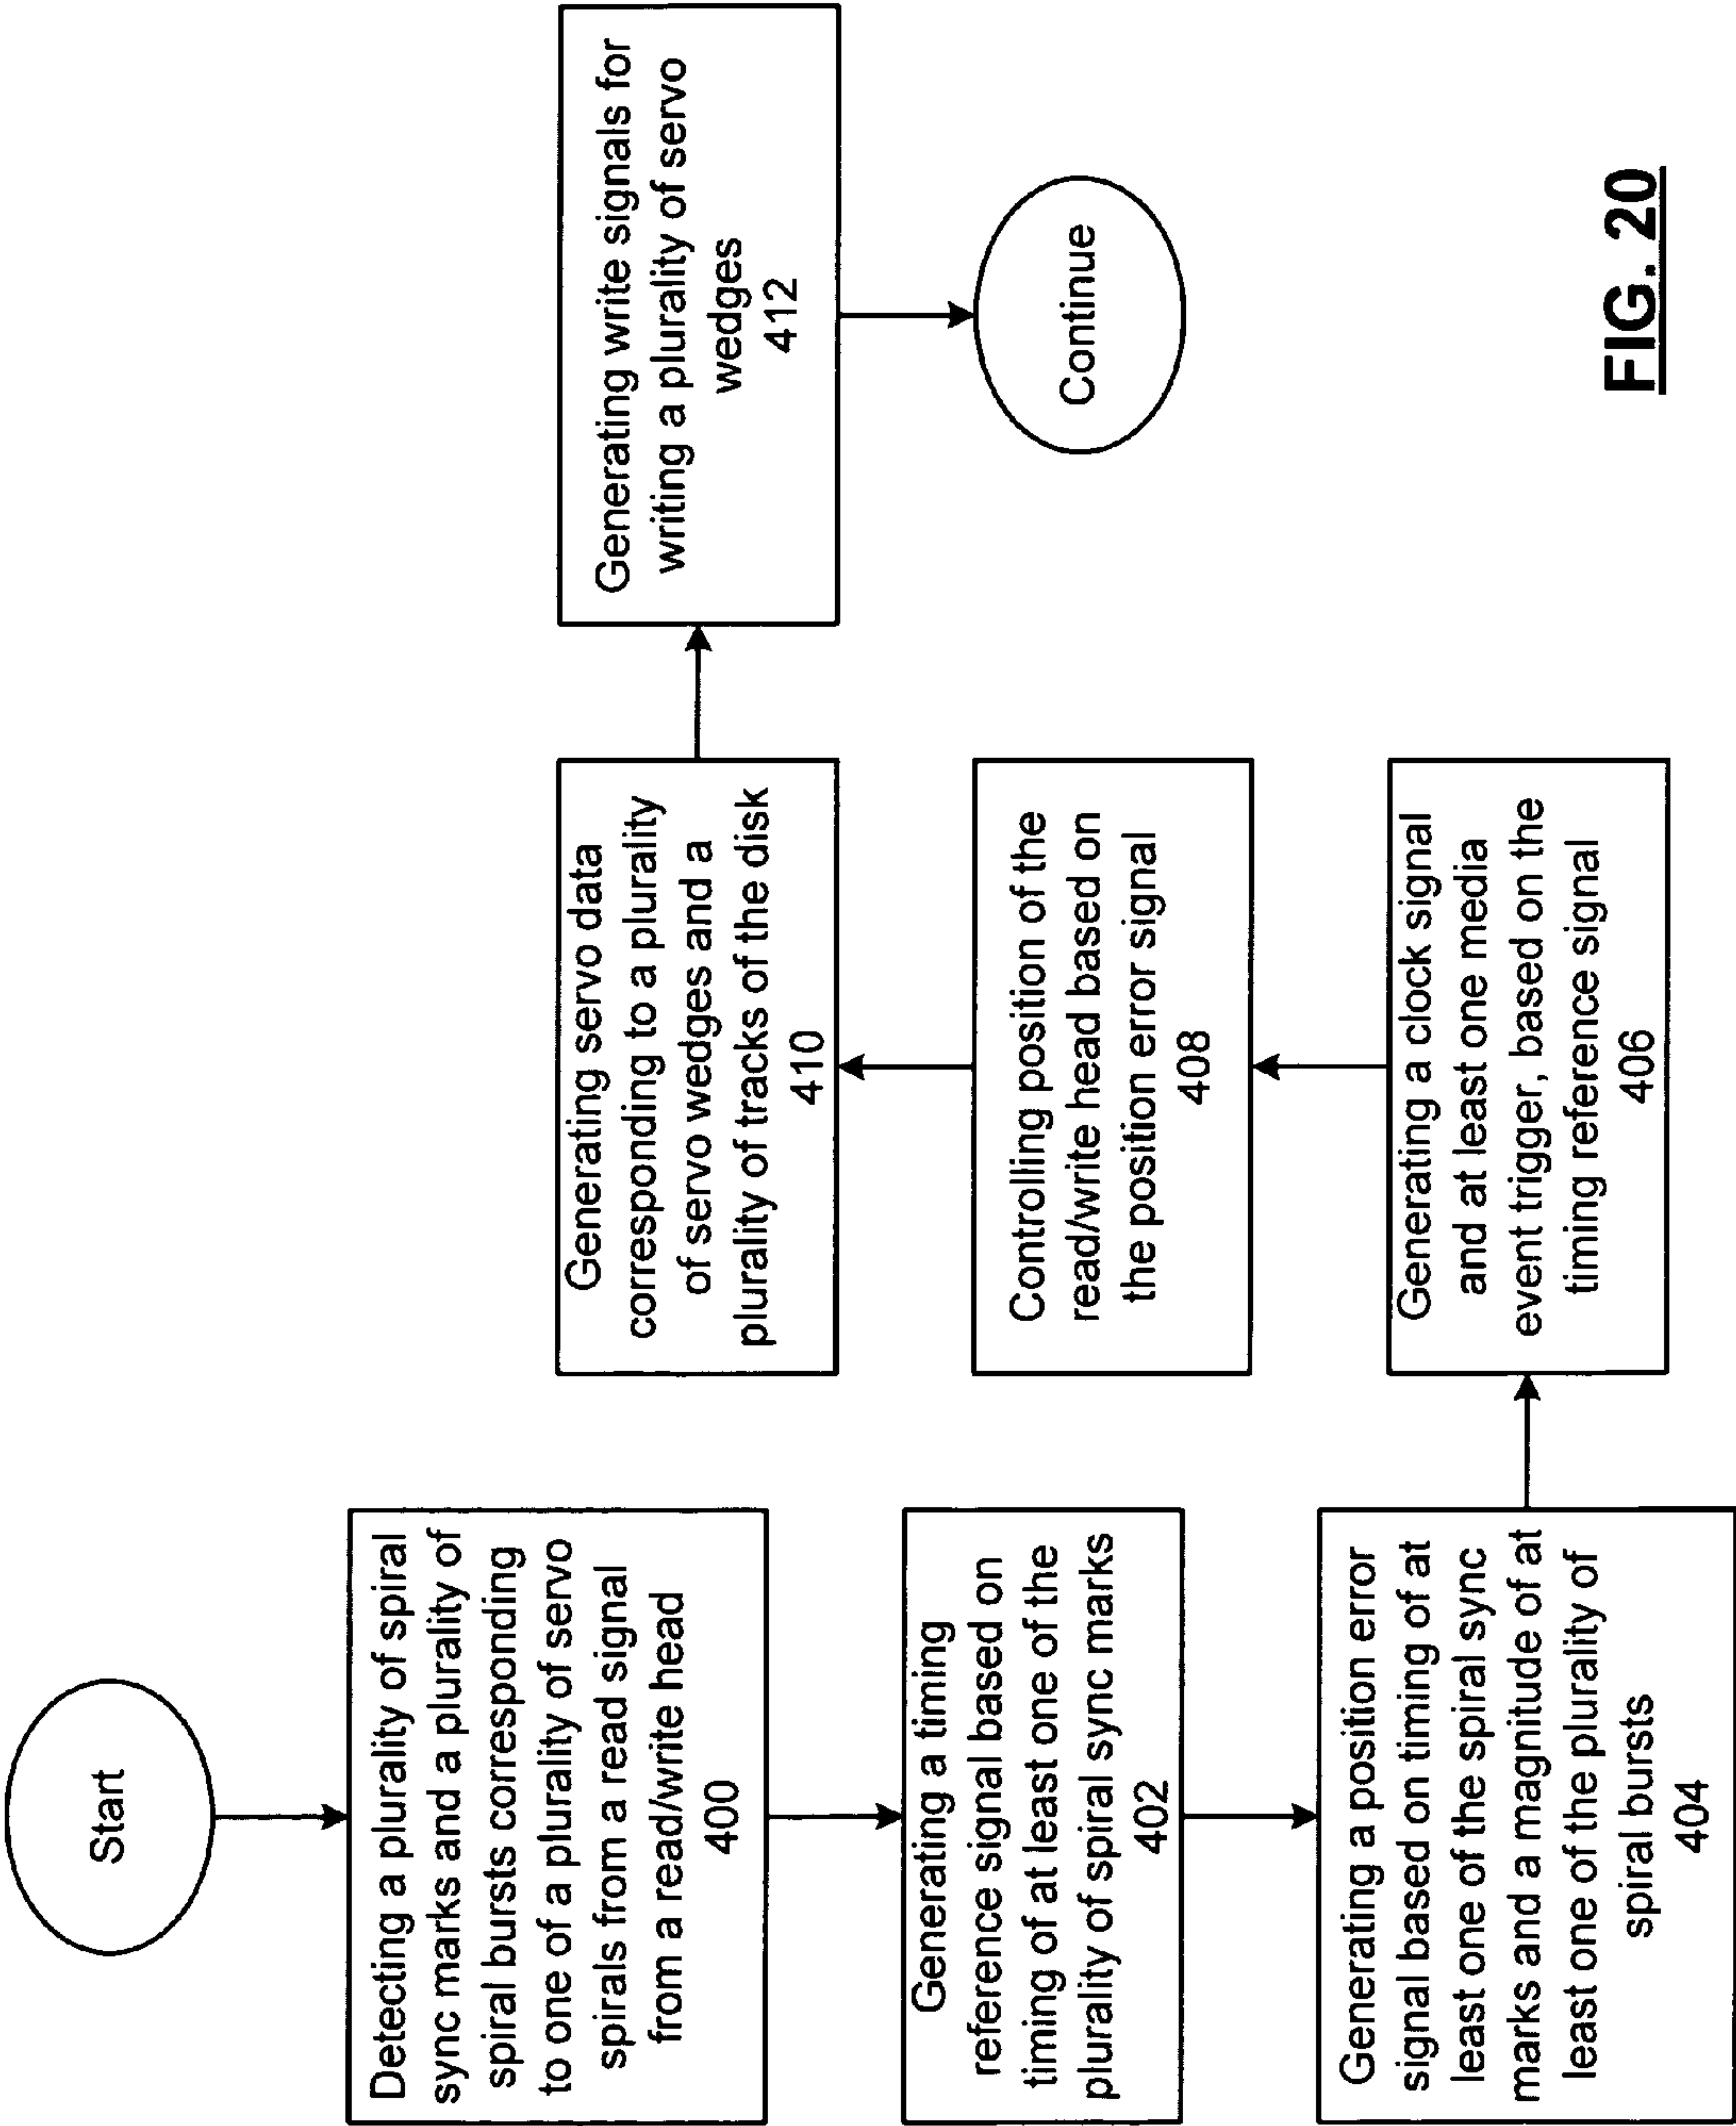 Start
Detecting a plurality of spiral
sync marks and a plurality of
spiral bursts corresponding
to one of a plurality of servo
spirals from a read signal
from a read/write head
400
Generating a timing
reference signal based on
timing of at least one of the
plurality of spiral sync marks
402
Generating a position error
signal based on timing of at
least one of the spiral sync
marks and a magnitude of at
least one of the plurality of
spiral bursts
404
Generating a clock signal
and at least one media
event trigger, based on the
timing reference signal
406
Controlling position of the
read/write head based on
the position error signal
408
Generating servo data
corresponding to a plurality
of servo wedges and a
plurality of tracks of the disk
410
Generating write signals for
writing a plurality of servo
wedges
412
Continue
FIG. 20